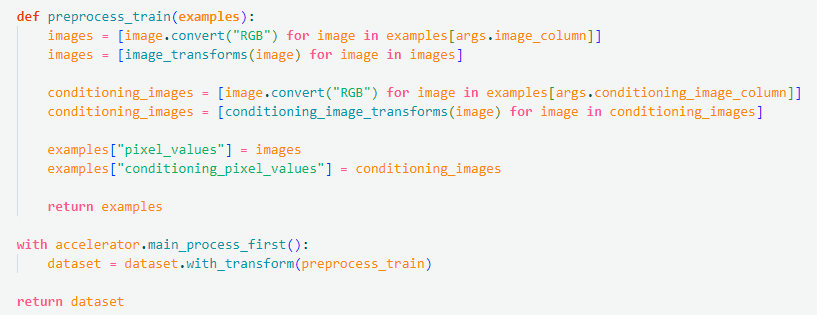 def preprocess_train(examples):
    images = [image.convert("RGB") for image in examples[args.image_column]]
    images = [image_transforms(image) for image in images]

    conditioning_images = [image.convert("RGB") for image in examples[args.conditioning_image_column]]
    conditioning_images = [conditioning_image_transforms(image) for image in conditioning_images]

    examples["pixel_values"] = images
    examples["conditioning_pixel_values"] = conditioning_images

    return examples

with accelerator.main_process_first():
    dataset = dataset.with_transform(preprocess_train)

return dataset